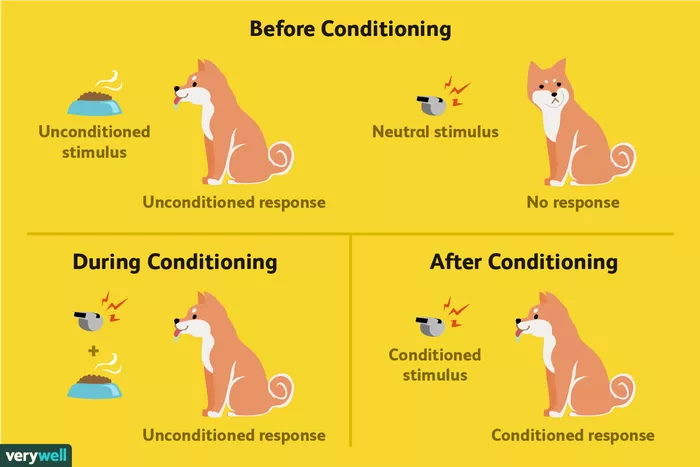 Before Conditioning
Unconditioned
stimulus
Unconditioned response
Neutral stimulus
No response
During Conditioning
+
Unconditioned response
After Conditioning
Conditioned
stimulus
Conditioned response
verywell